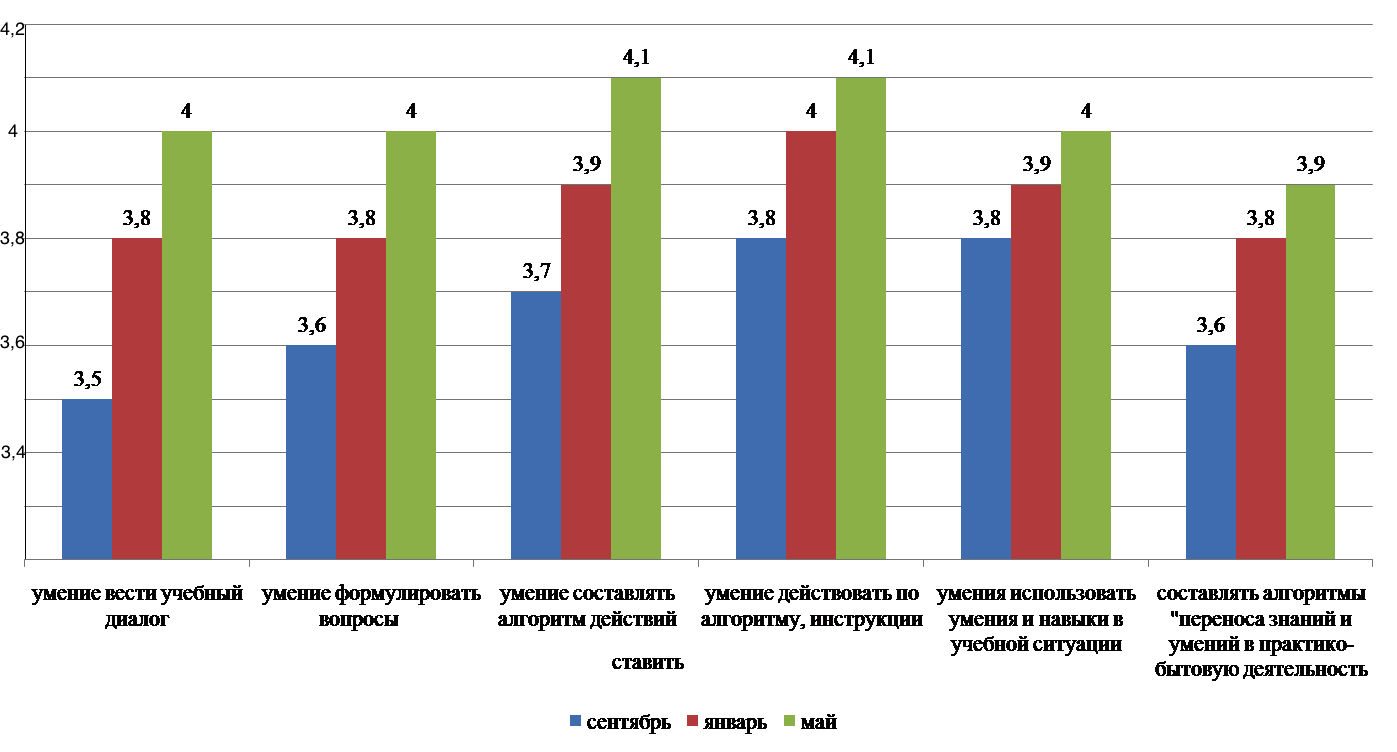 4,2
4
3,8
3,6
3,4
3,5
3,8
4
3,6
3,8
4
3,7
3,9
4,1
3,8
4
4,1
3,8
3,9
4
3,6
3,8
3,9
умение вести учебный
диалог
умение формулировать
вопросы
умение составлять
алгоритм действий
умение действовать по
алгоритму, инструкции
умения использовать
умения и навыки в
учебной ситуации
составлять алгоритмы
"переноса знаний и
умений в практико-
бытовую деятельность
ставить
сентябрь
январь
май